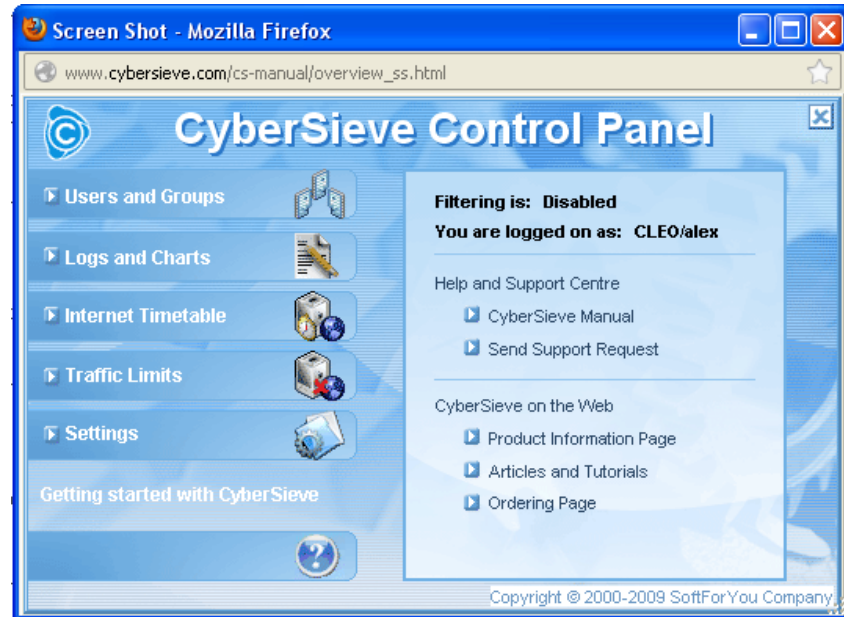 Screen Shot - Mozilla Firefox
www.cybersieve.com/cs-manual/overview_ss.html
CyberSieve Control Panel
Users and Groups
Logs and Charts
Internet Timetable
Traffic Limits
Settings
Getting started with CyberSieve
Filtering is: Disabled
You are logged on as: CLEO/alex
Help and Support Centre
CyberSieve Manual
Send Support Request
CyberSieve on the Web
Product Information Page
Articles and Tutorials
Ordering Page
Copyright © 2000-2009 SoftForYou Company